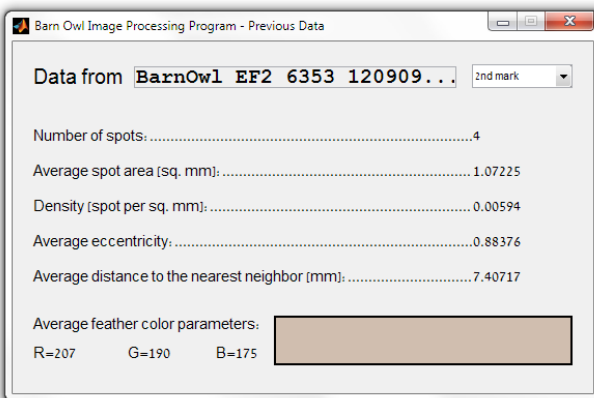 Barn Owl Image Processing Program - Previous Data
Data from BarnOwl EF2 6353 120909... 2nd mark
Number of spots: 4
Average spot area (sq. mm): 1.07225
Density (spot per sq. mm): 0.00594
Average eccentricity: 0.88376
Average distance to the nearest neighbor (mm): 7.40717
Average feather color parameters:
R=207 G=190 B=175